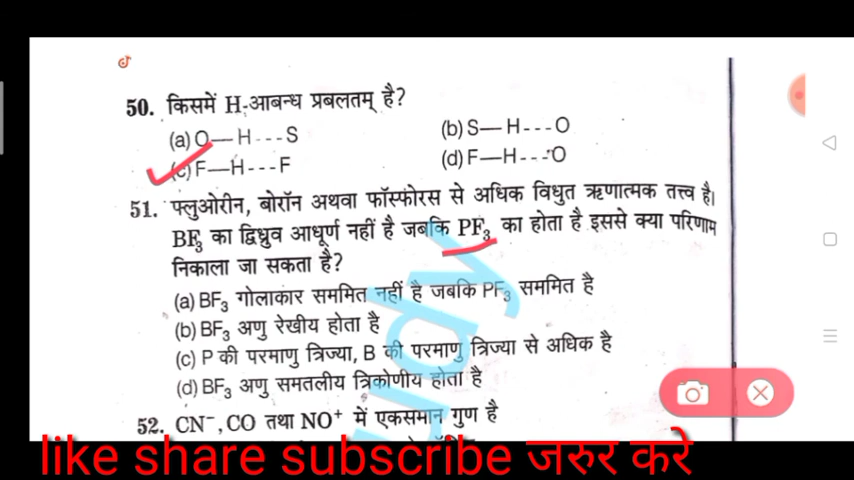 50. किसमें H-आबन्ध प्रबलतम् है?
(a) O—H---S (b) S—H---O
(c) F—H---F (d) F—H---O
51. फ्लुओरीन, बोरॉन अथवा फॉस्फोरस से अधिक विधुत ऋणात्मक तत्त्व है।
BF₃ का द्विध्रुव आधूर्ण नहीं है जबकि PF₃ का होता है इससे क्या परिणाम
निकाला जा सकता है?
(a) BF₃ गोलाकार सममित नहीं है जबकि PF₃ सममित है
(b) BF₃ अणु रेखीय होता है
(c) P की परमाणु त्रिज्या, B की परमाणु त्रिज्या से अधिक है
(d) BF₃ अणु समतलीय त्रिकोणीय होता है
52. CN⁻, CO तथा NO⁺ में एकसमान गुण है
like share subscribe जरुर करे